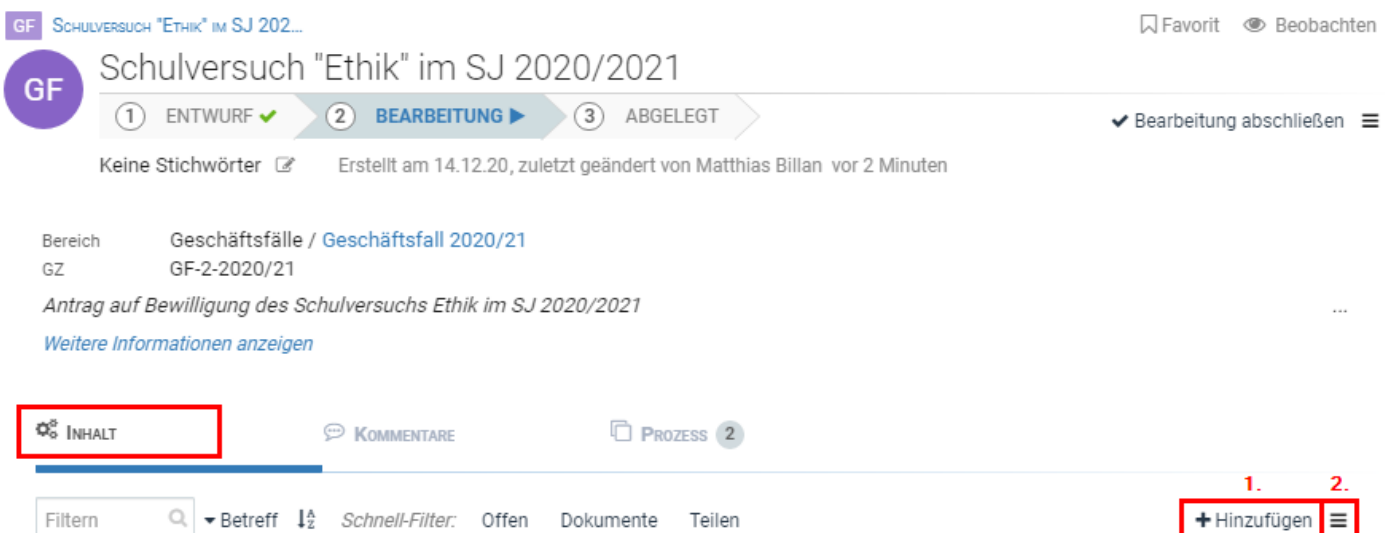 GF SCHULVERSUCH "ETHIK" IM SJ 202... Favorit Beobachten
GF Schulversuch "Ethik" im SJ 2020/2021
1 ENTWURF 2 BEARBEITUNG 3 ABGELEGT Bearbeitung abschließen
Keine Stichwörter Erstellt am 14.12.20, zuletzt geändert von Matthias Billan vor 2 Minuten
Bereich Geschäftsfälle / Geschäftsfall 2020/21
GZ GF-2-2020/21
Antrag auf Bewilligung des Schulversuchs Ethik im SJ 2020/2021 ...
Weitere Informationen anzeigen
INHALT KOMMENTARE PROZESS 2
1. 2.
Filtern Betreff Schnell-Filter: Offen Dokumente Teilen + Hinzufügen